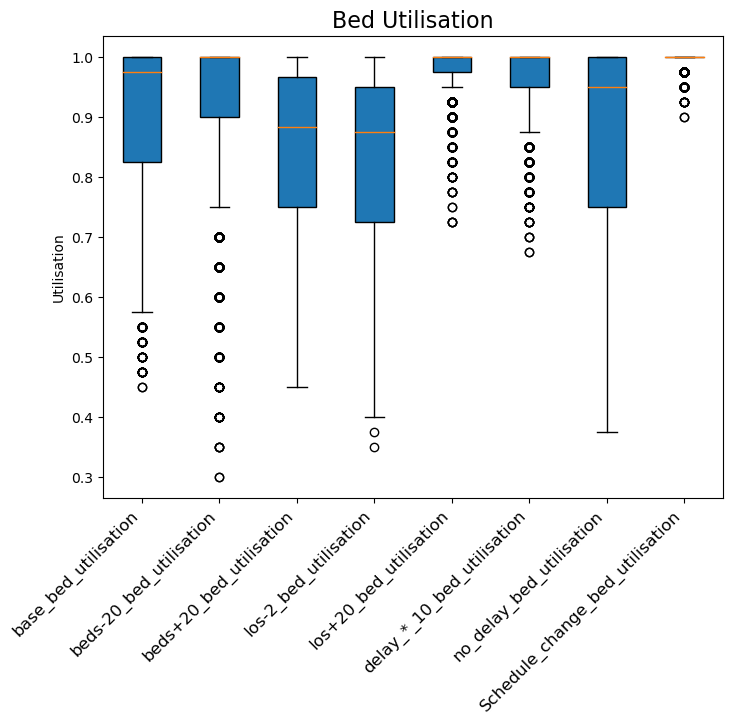 Bed Utilisation
Utilisation
1.0
0.9
0.8
0.7
0.6
0.5
0.4
0.3
base_bed_utilisation
beds-20_bed_utilisation
beds+20_bed_utilisation
los-2_bed_utilisation
los+20_bed_utilisation
delay_*_10_bed_utilisation
no_delay_bed_utilisation
Schedule_change_bed_utilisation